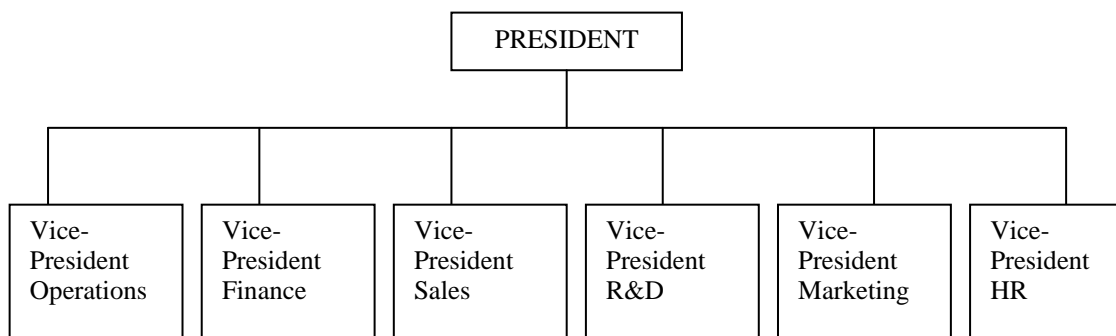 PRESIDENT
Vice-
President
Operations
Vice-
President
Finance
Vice-
President
Sales
Vice-
President
R&D
Vice-
President
Marketing
Vice-
President
HR